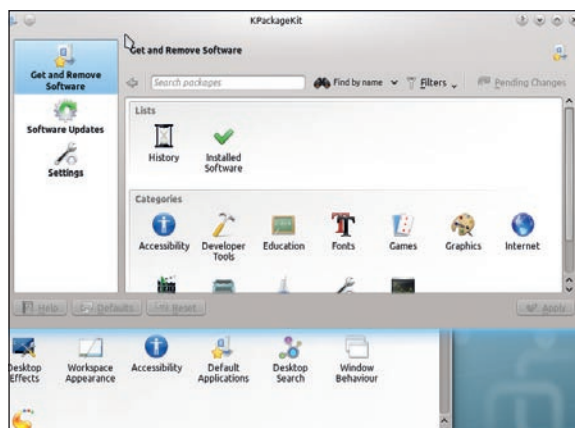 KPackageKit
Get and Remove Software
Get and Remove
Software
Search packages
Find by name
Filters
Pending Changes
Software Updates
Settings
Lists
History
Installed
Software
Categories
Accessibility
Developer
Tools
Education
Fonts
Games
Graphics
Internet
Help
Defaults
Reset
Apply
Desktop
Effects
Workspace
Appearance
Accessibility
Default
Applications
Desktop
Search
Window
Behaviour